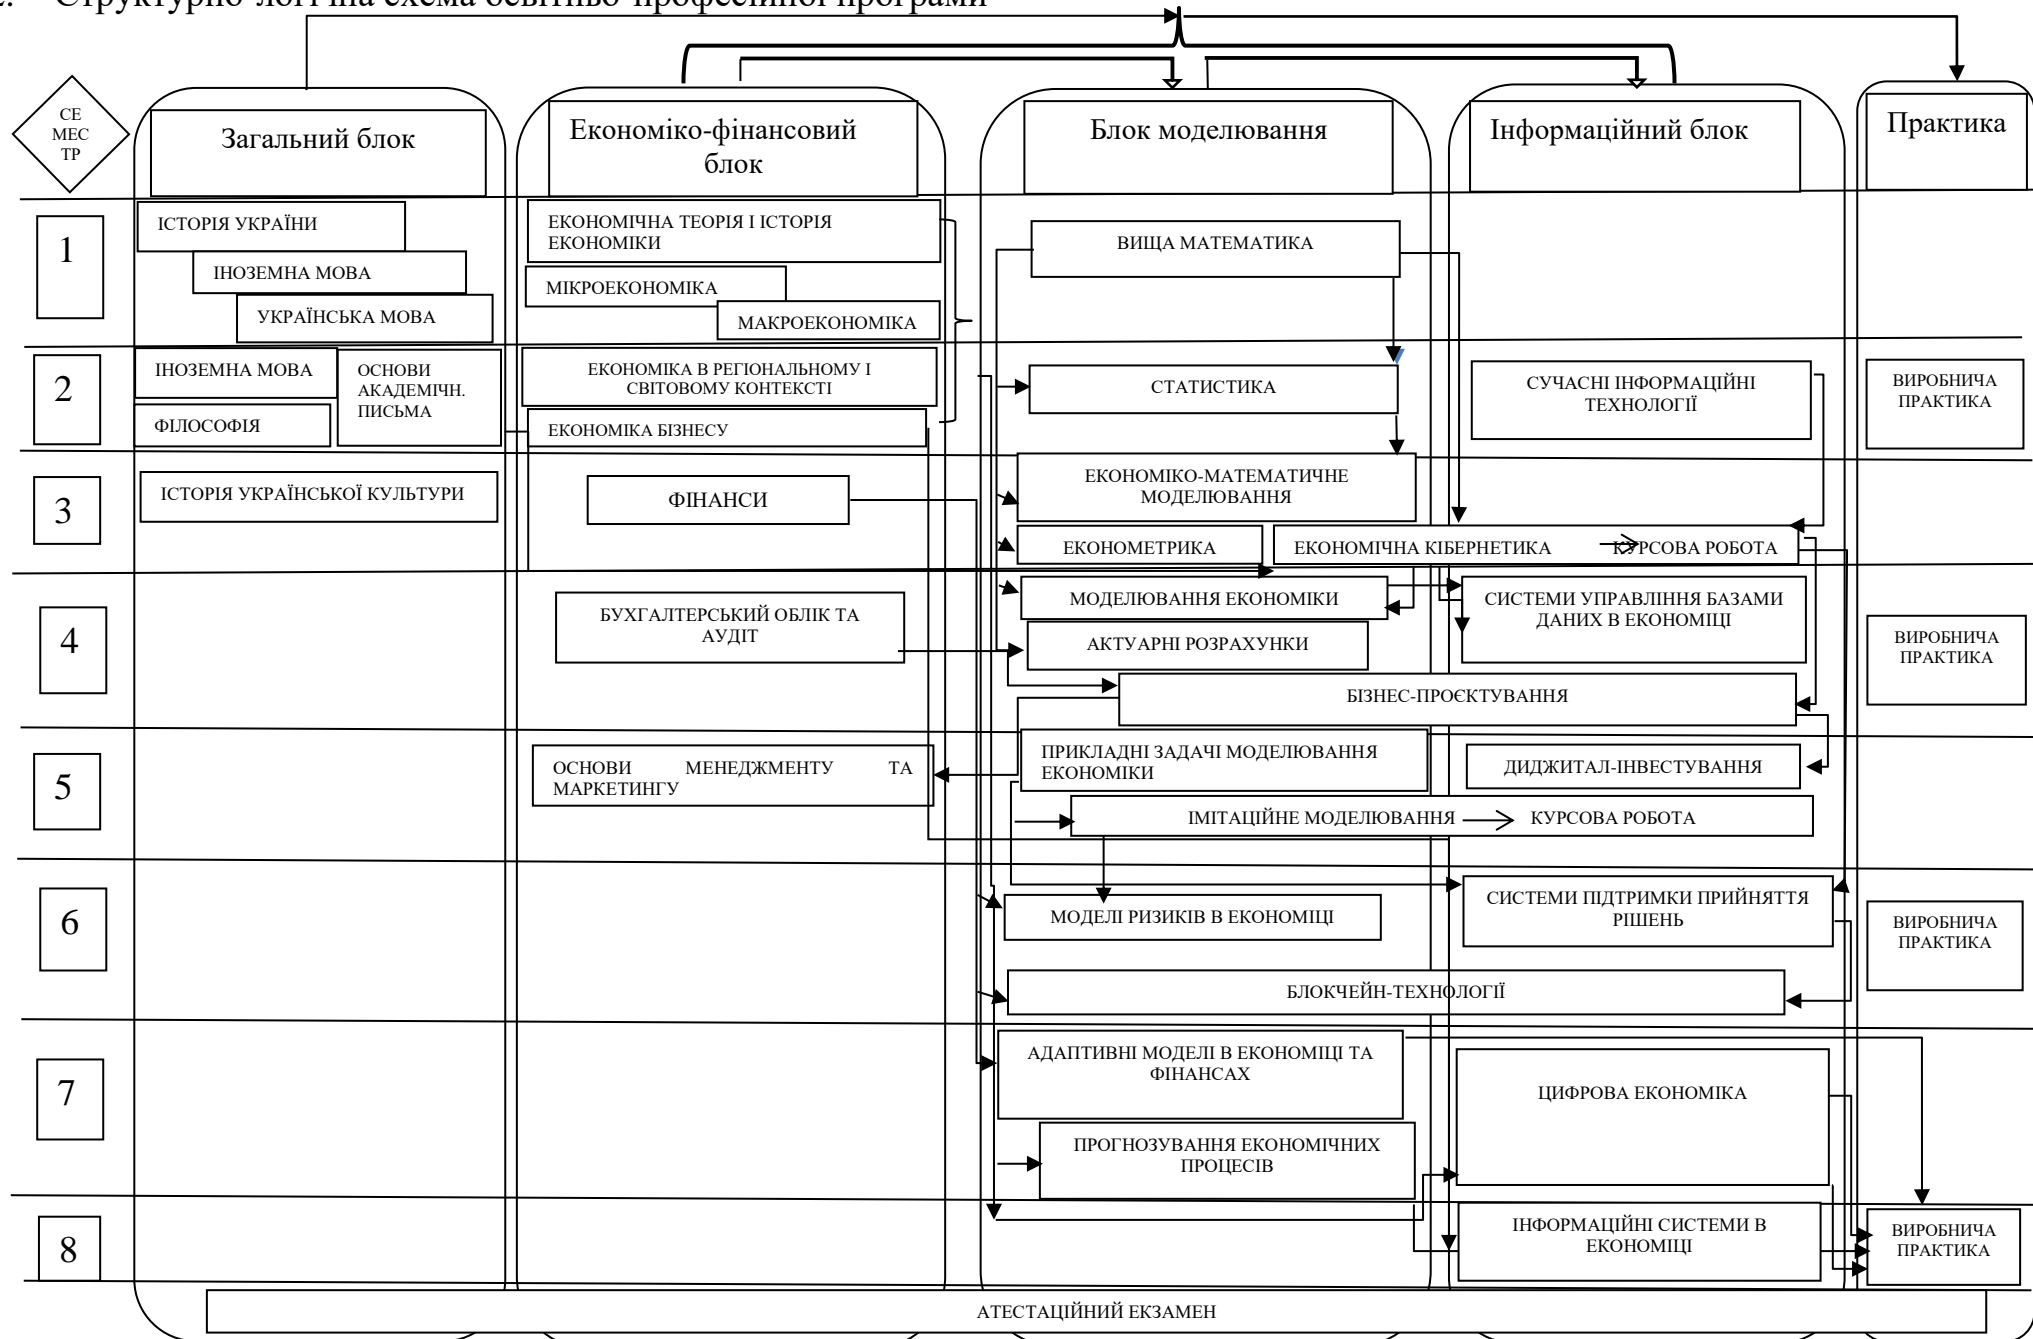 2. Структурно-логічна схема освітньо-професійної програми
СЕ
МЕС
ТР
Загальний блок
Економіко-фінансовий
блок
Блок моделювання
Інформаційний блок
Практика
1
ІСТОРІЯ УКРАЇНИ
ІНОЗЕМНА МОВА
УКРАЇНСЬКА МОВА
ЕКОНОМІЧНА ТЕОРІЯ І ІСТОРІЯ
ЕКОНОМІКИ
МІКРОЕКОНОМІКА
МАКРОЕКОНОМІКА
ВИЩА МАТЕМАТИКА
2
ІНОЗЕМНА МОВА
ФІЛОСОФІЯ
ОСНОВИ
АКАДЕМІЧН.
ПИСЬМА
ЕКОНОМІКА В РЕГІОНАЛЬНОМУ І
СВІТОВОМУ КОНТЕКСТІ
ЕКОНОМІКА БІЗНЕСУ
СТАТИСТИКА
СУЧАСНІ ІНФОРМАЦІЙНІ
ТЕХНОЛОГІЇ
ВИРОБНИЧА
ПРАКТИКА
3
ІСТОРІЯ УКРАЇНСЬКОЇ КУЛЬТУРИ
ФІНАНСИ
ЕКОНОМІКО-МАТЕМАТИЧНЕ
МОДЕЛЮВАННЯ
ЕКОНОМЕТРИКА
ЕКОНОМІЧНА КІБЕРНЕТИКА КУРСОВА РОБОТА
4
БУХГАЛТЕРСЬКИЙ ОБЛІК ТА
АУДІТ
МОДЕЛЮВАННЯ ЕКОНОМІКИ
АКТУАРНІ РОЗРАХУНКИ
СИСТЕМИ УПРАВЛІННЯ БАЗАМИ
ДАНИХ В ЕКОНОМІЦІ
БІЗНЕС-ПРОЄКТУВАННЯ
ВИРОБНИЧА
ПРАКТИКА
5
ОСНОВИ МЕНЕДЖМЕНТУ ТА
МАРКЕТИНГУ
ПРИКЛАДНІ ЗАДАЧІ МОДЕЛЮВАННЯ
ЕКОНОМІКИ
ДИДЖИТАЛ-ІНВЕСТУВАННЯ
ІМІТАЦІЙНЕ МОДЕЛЮВАННЯ КУРСОВА РОБОТА
6
МОДЕЛІ РИЗИКІВ В ЕКОНОМІЦІ
СИСТЕМИ ПІДТРИМКИ ПРИЙНЯТТЯ
РІШЕНЬ
БЛОКЧЕЙН-ТЕХНОЛОГІЇ
ВИРОБНИЧА
ПРАКТИКА
7
АДАПТИВНІ МОДЕЛІ В ЕКОНОМІЦІ ТА
ФІНАНСАХ
ЦИФРОВА ЕКОНОМІКА
ПРОГНОЗУВАННЯ ЕКОНОМІЧНИХ
ПРОЦЕСІВ
8
ІНФОРМАЦІЙНІ СИСТЕМИ В
ЕКОНОМІЦІ
ВИРОБНИЧА
ПРАКТИКА
АТЕСТАЦІЙНИЙ ЕКЗАМЕН